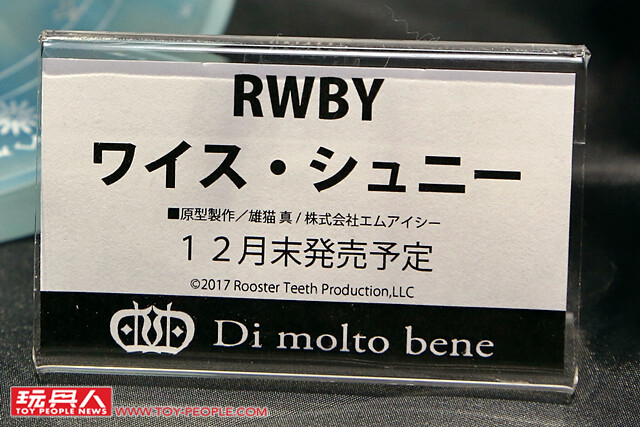 RWBY
ワイス・シュニー
■原型製作／雄猫 真 / 株式会社エムアイシー
１２月末発売予定
©2017 Rooster Teeth Production,LLC
Di molto bene
玩具人
TOY PEOPLE NEWS
WWW.TOY-PEOPLE.COM